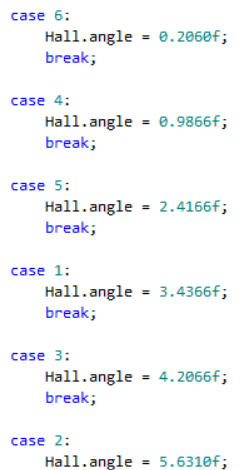 case 6:
Hall.angle = 0.2060f;
break;
case 4:
Hall.angle = 0.9866f;
break;
case 5:
Hall.angle = 2.4166f;
break;
case 1:
Hall.angle = 3.4366f;
break;
case 3:
Hall.angle = 4.2066f;
break;
case 2:
Hall.angle = 5.6310f;